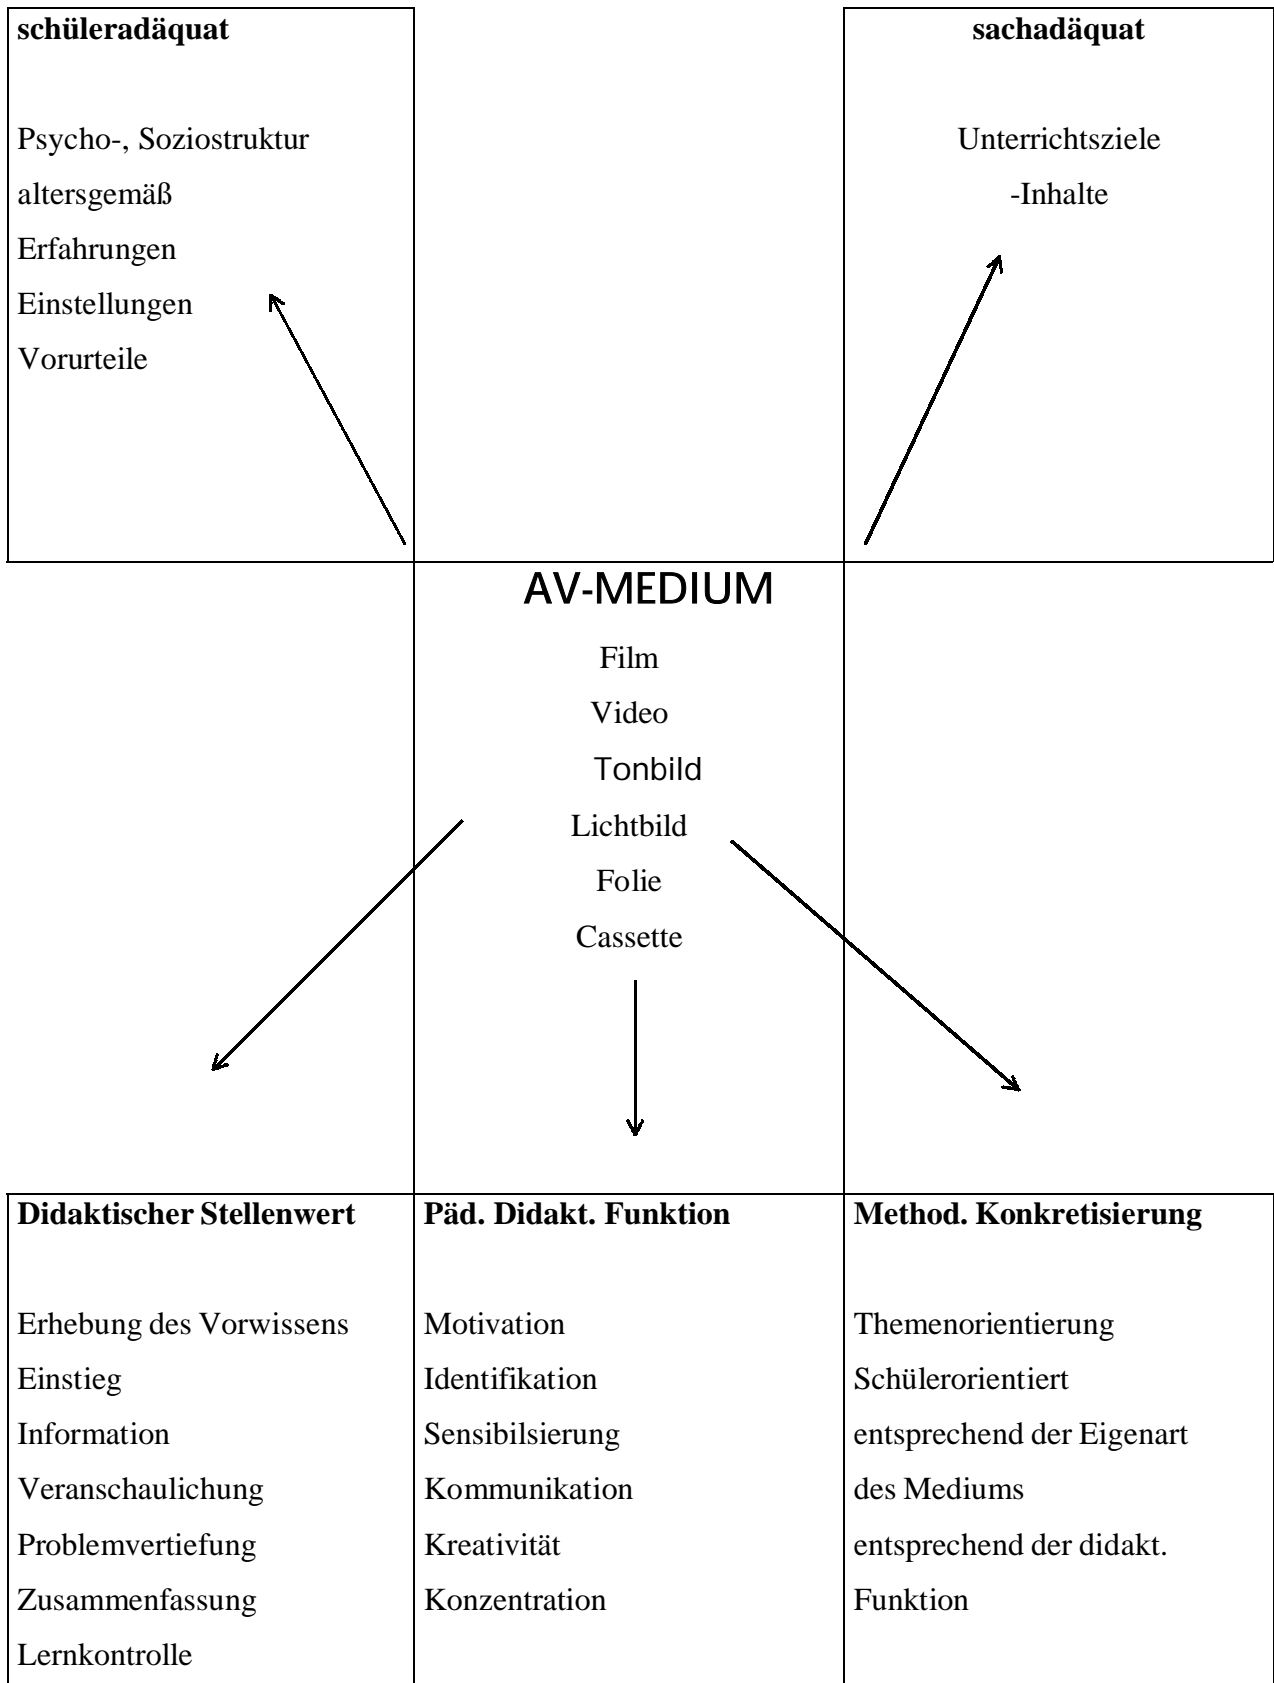 schüleradäquat
Psycho-, Soziostruktur
altersgemäß
Erfahrungen
Einstellungen
Vorurteile
sachadäquat
Unterrichtsziele
-Inhalte
AV-MEDIUM
Film
Video
Tonbild
Lichtbild
Folie
Cassette
Didaktischer Stellenwert
Erhebung des Vorwissens
Einstieg
Information
Veranschaulichung
Problemvertiefung
Zusammenfassung
Lernkontrolle
Päd. Didakt. Funktion
Motivation
Identifikation
Sensibilsierung
Kommunikation
Kreativität
Konzentration
Method. Konkretisierung
Themenorientierung
Schülerorientiert
entsprechend der Eigenart
des Mediums
entsprechend der didakt.
Funktion